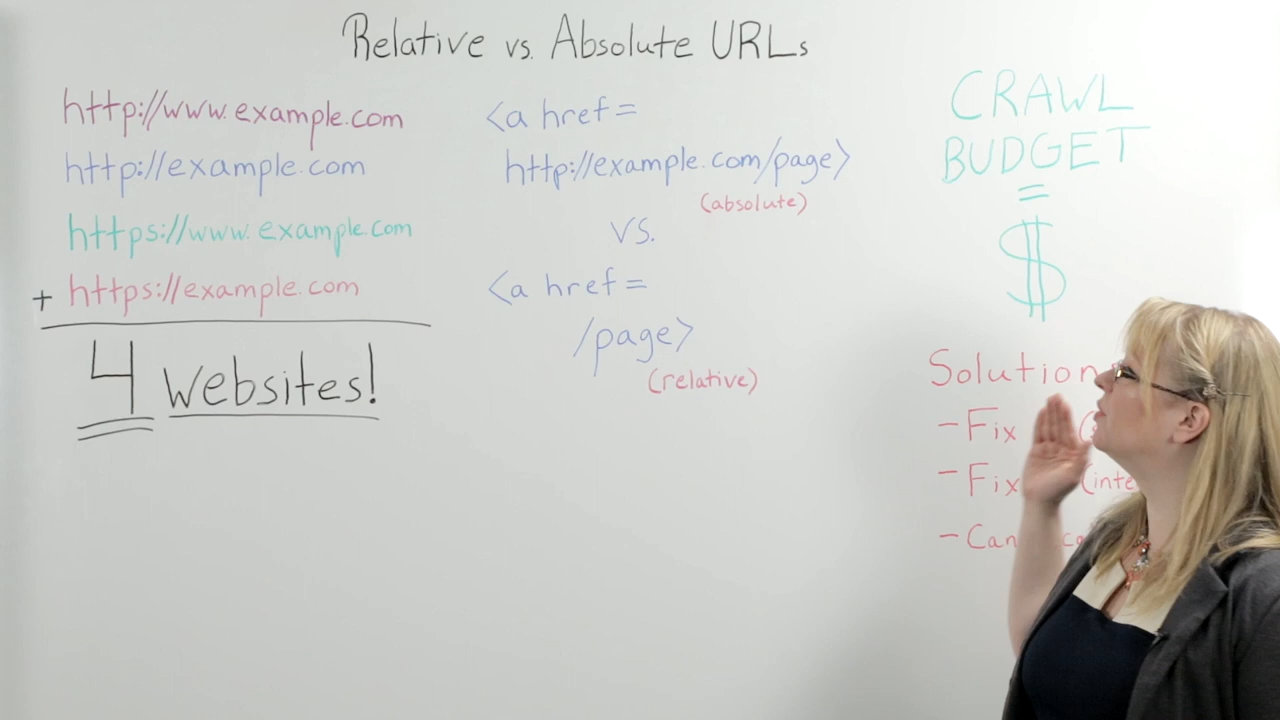 Relative vs. Absolute URLs
http://www.example.com
http://example.com
https://www.example.com
+ https://example.com
4 Websites!
<a href=
http://example.com/page>
(absolute)
VS.
<a href=
/page>
(relative)
CRAWL
BUDGET
=
$
Solution
- Fix
- Fix
-